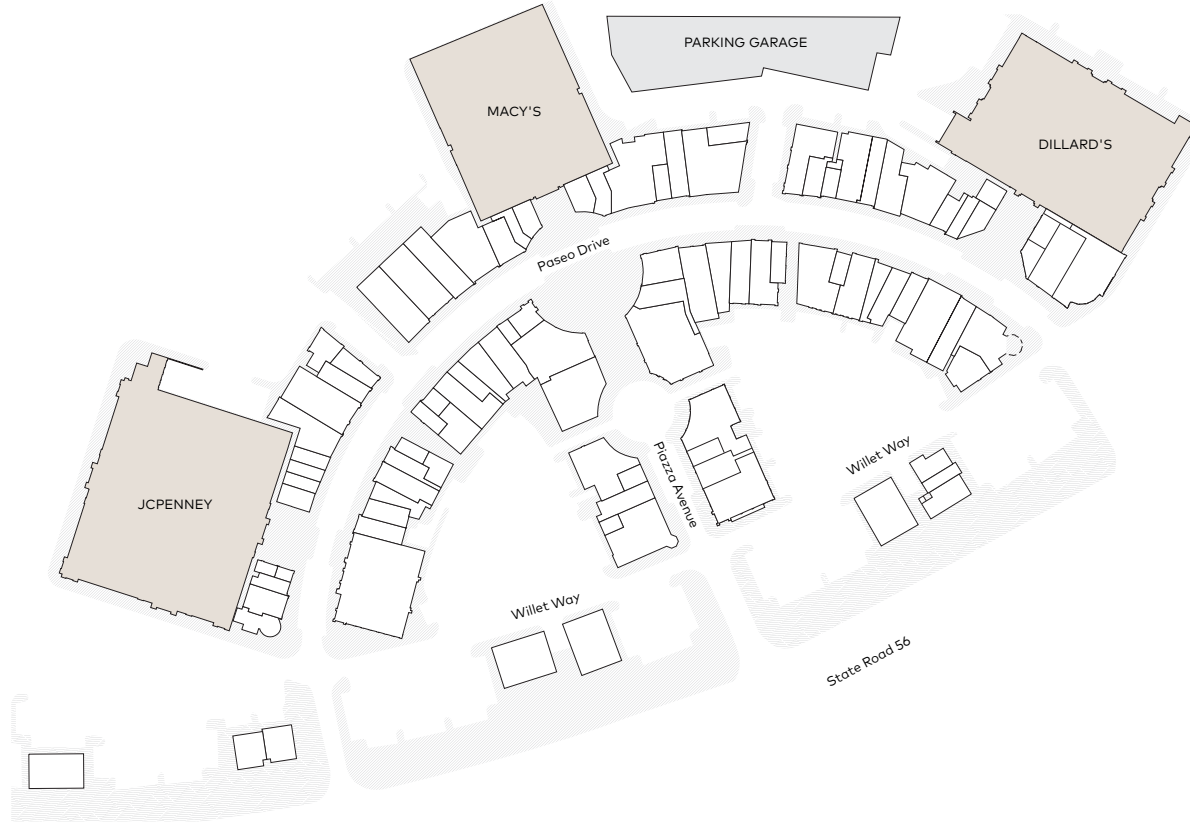 PARKING GARAGE
MACY'S
DILLARD'S
Paseo Drive
Willet Way
Piazza Avenue
JCPENNEY
Willet Way
State Road 56